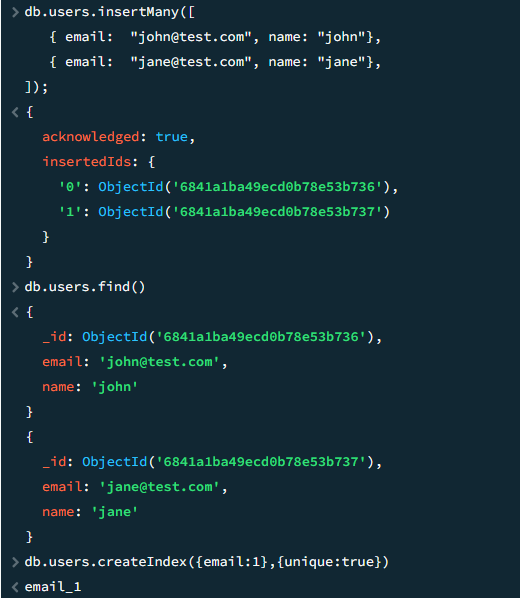 > db.users.insertMany([
{ email:  "john@test.com", name: "john"},
{ email:  "jane@test.com", name: "jane"},
]);
< {
acknowledged: true,
insertedIds: {
'0': ObjectId('6841a1ba49ecd0b78e53b736'),
'1': ObjectId('6841a1ba49ecd0b78e53b737')
}
}
> db.users.find()
< {
_id: ObjectId('6841a1ba49ecd0b78e53b736'),
email: 'john@test.com',
name: 'john'
}
{
_id: ObjectId('6841a1ba49ecd0b78e53b737'),
email: 'jane@test.com',
name: 'jane'
}
> db.users.createIndex({email:1},{unique:true})
< email_1